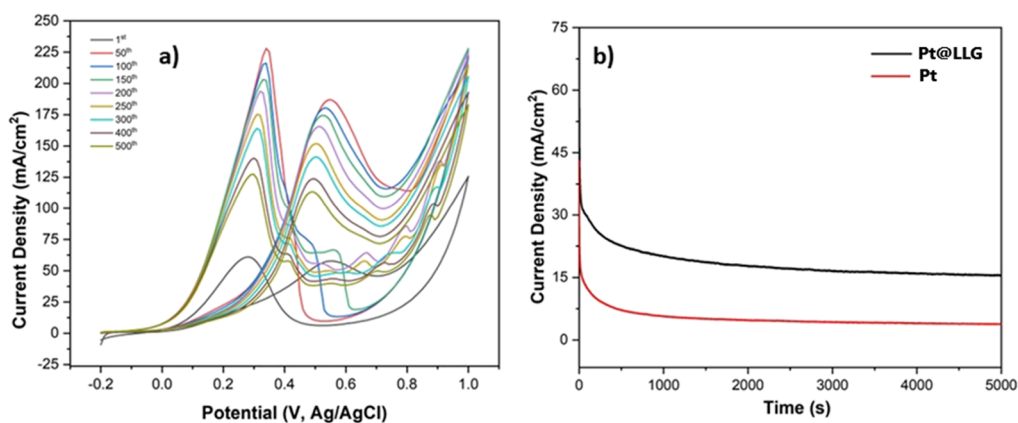 a)
1st
50th
100th
150th
200th
250th
300th
400th
500th
250
225
200
175
150
125
100
75
50
25
0
-25
Current Density (mA/cm2)
-0.2 0.0 0.2 0.4 0.6 0.8 1.0
Potential (V, Ag/AgCl)
b)
Pt@LLG
Pt
75
60
45
30
15
0
Current Density (mA/cm2)
0 1000 2000 3000 4000 5000
Time (s)